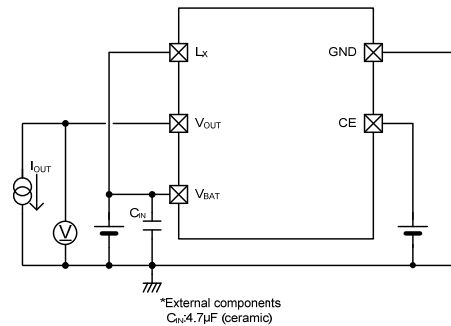 Lx
GND
VOUT
CE
IOUT
VBAT
CIN
V
*External components
CIN:4.7μF (ceramic)